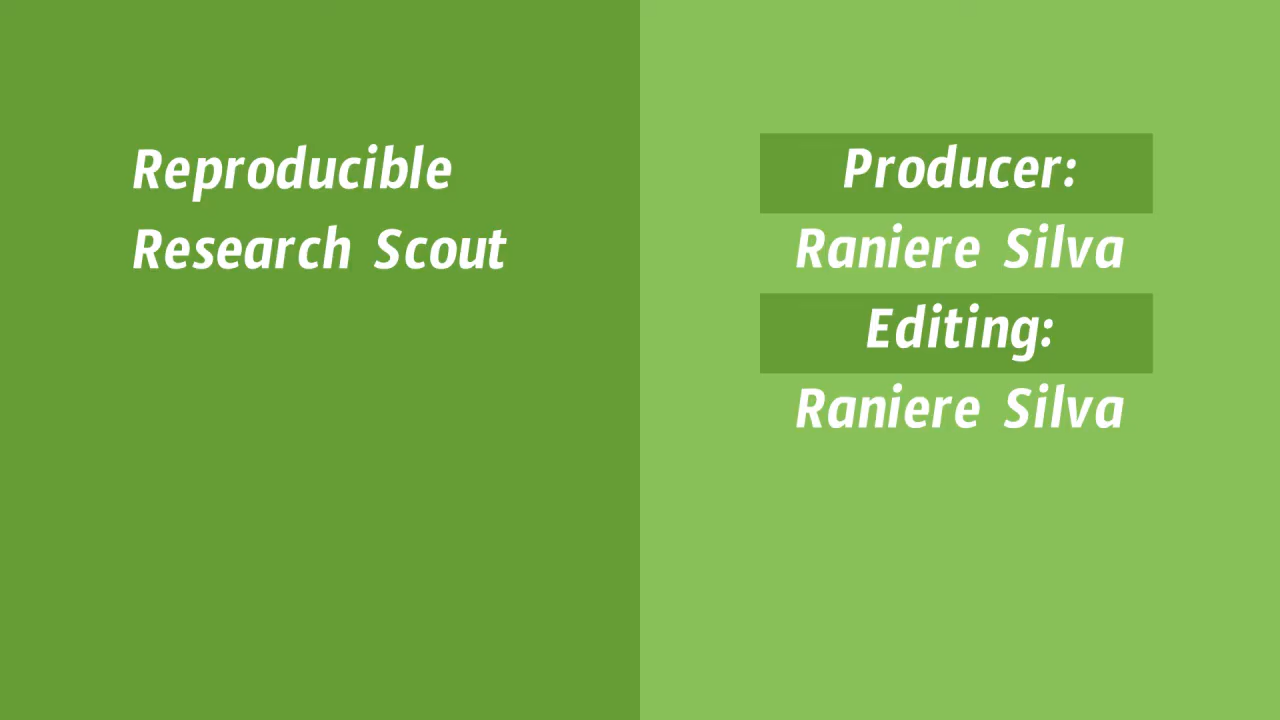 Reproducible
Research Scout
Producer:
Raniere Silva
Editing:
Raniere Silva